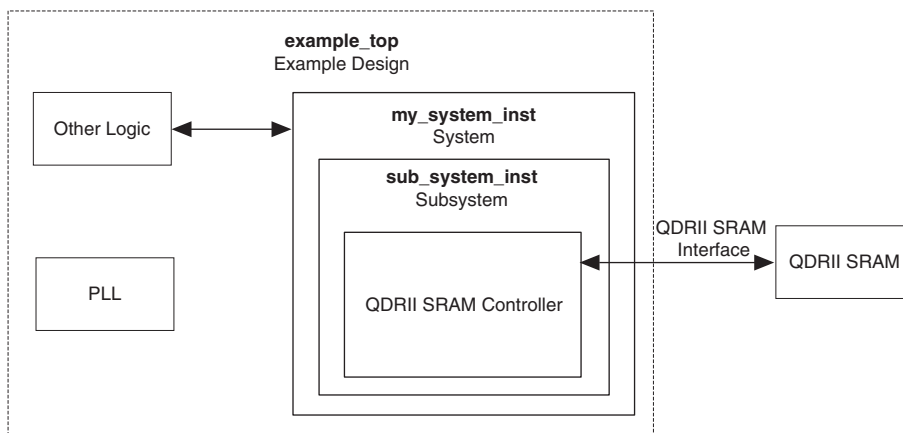 example_top
Example Design
Other Logic
my_system_inst
System
sub_system_inst
Subsystem
QDRII SRAM
Interface
QDRII SRAM
PLL
QDRII SRAM Controller